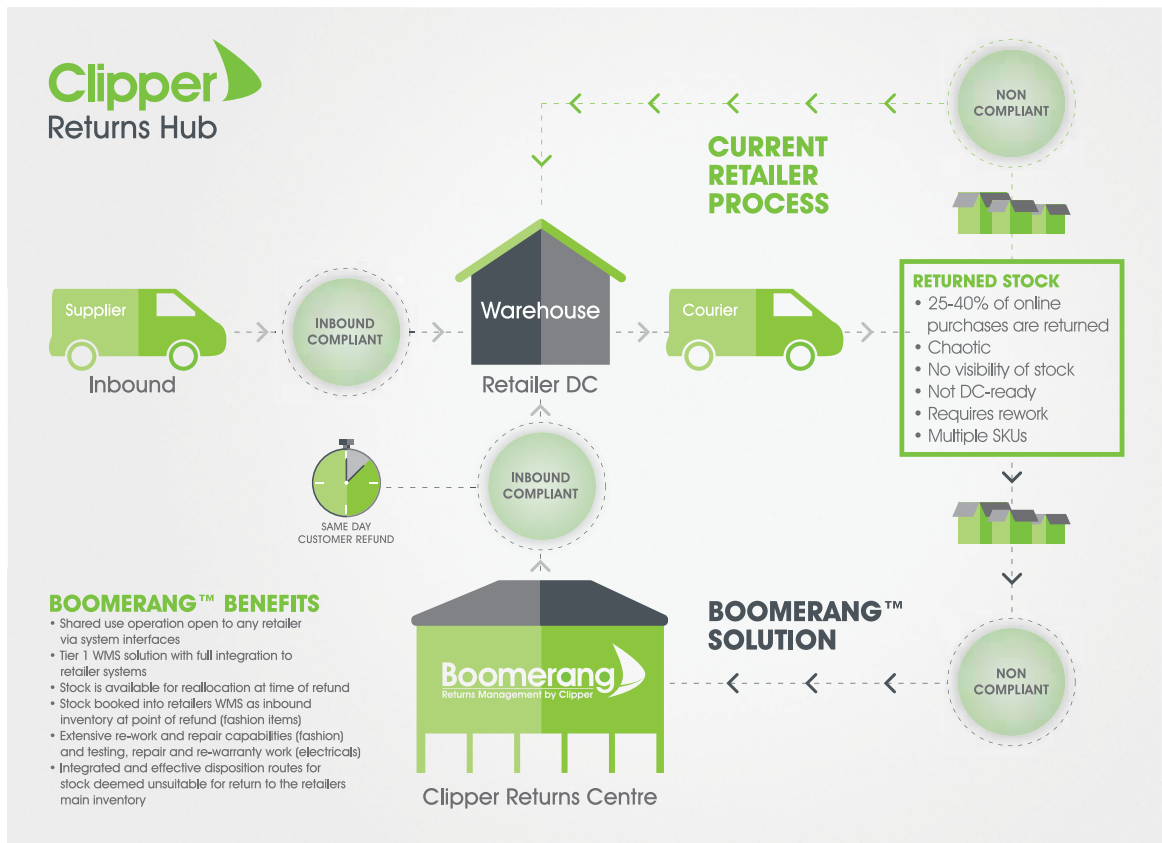 Clipper
Returns Hub
NON
COMPLIANT
CURRENT
RETAILER
PROCESS
Supplier
Inbound
INBOUND
COMPLIANT
Warehouse
Retailer DC
Courier
RETURNED STOCK
• 25-40% of online
purchases are returned
• Chaotic
• No visibility of stock
• Not DC-ready
• Requires rework
• Multiple SKUs
SAME DAY
CUSTOMER REFUND
INBOUND
COMPLIANT
BOOMERANG™ BENEFITS
• Shared use operation open to any retailer
via system interfaces
• Tier 1 WMS solution with full integration to
retailer systems
• Stock is available for reallocation at time of refund
• Stock booked into retailers WMS as inbound
inventory at point of refund (fashion items)
• Extensive re-work and repair capabilities (fashion)
and testing, repair and re-warranty work (electricals)
• Integrated and effective disposition routes for
stock deemed unsuitable for return to the retailers
main inventory
Boomerang
Returns Management by Clipper
Clipper Returns Centre
BOOMERANG™
SOLUTION
NON
COMPLIANT